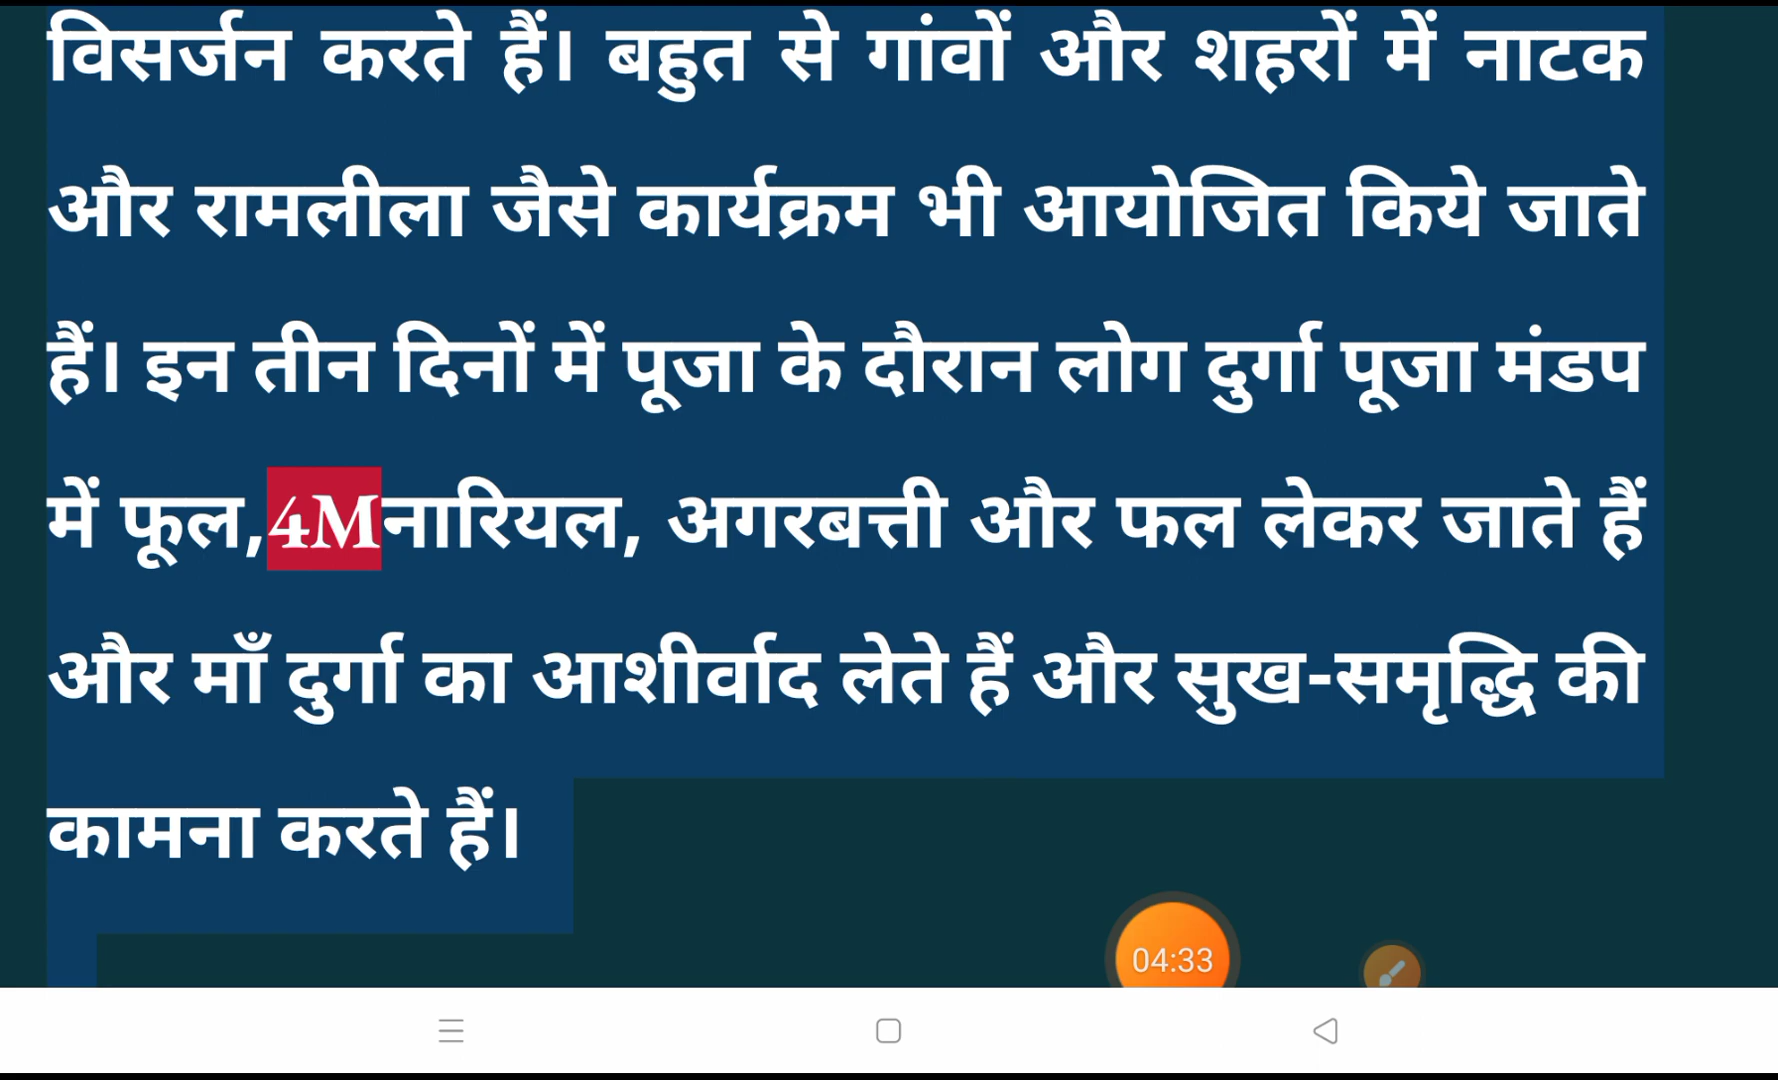 विसर्जन करते हैं। बहुत से गांवों और शहरों में नाटक
और रामलीला जैसे कार्यक्रम भी आयोजित किये जाते
हैं। इन तीन दिनों में पूजा के दौरान लोग दुर्गा पूजा मंडप
में फूल,4Mनारियल, अगरबत्ती और फल लेकर जाते हैं
और माँ दुर्गा का आशीर्वाद लेते हैं और सुख-समृद्धि की
कामना करते हैं।
04:33